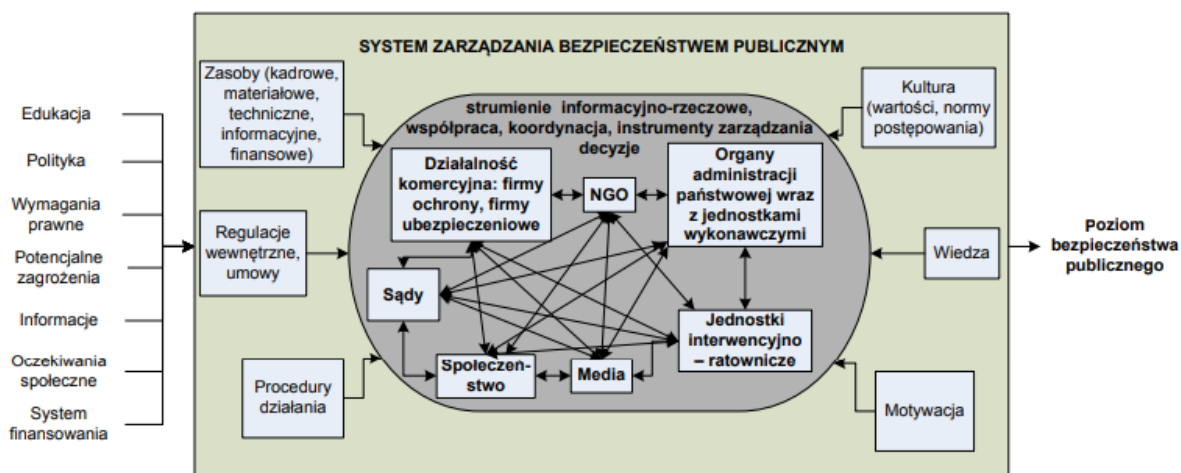 SYSTEM ZARZĄDZANIA BEZPIECZEŃSTWEM PUBLICZNYM
Edukacja
Polityka
Wymagania
prawne
Potencjalne
zagrożenia
Informacje
Oczekiwania
społeczne
System
finansowania
Zasoby (kadrowe,
materiałowe,
techniczne,
informacyjne,
finansowe)
Regulacje
wewnętrzne,
umowy
Procedury
działania
strumienie informacyjno-rzeczowe,
współpraca, koordynacja, instrumenty zarządzania
decyzje
Działalność
komercyjna: firmy
ochrony, firmy
ubezpieczeniowe
NGO
Organy
administracji
państwowej wraz
z jednostkami
wykonawczymi
Sądy
Jednostki
interwencyjno
– ratownicze
Społeczeń-
stwo
Media
Kultura
(wartości, normy
postępowania)
Wiedza
Motywacja
Poziom
bezpieczeństwa
publicznego